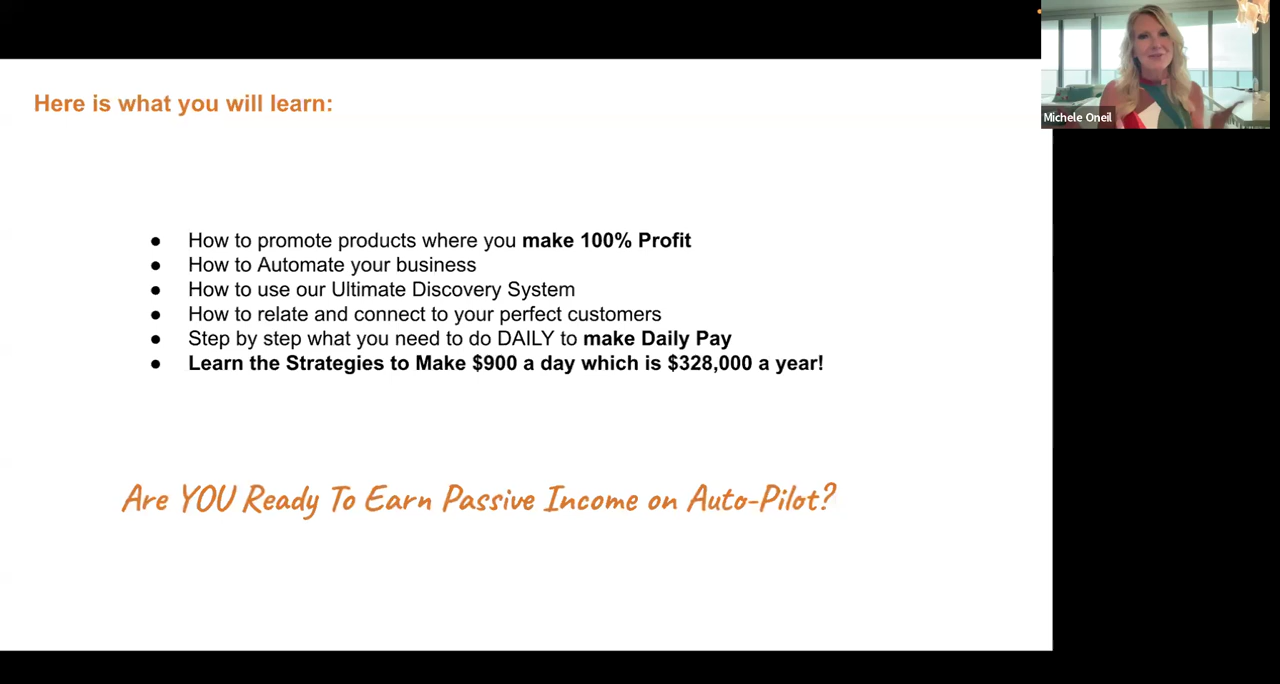 Here is what you will learn:
● How to promote products where you make 100% Profit
● How to Automate your business
● How to use our Ultimate Discovery System
● How to relate and connect to your perfect customers
● Step by step what you need to do DAILY to make Daily Pay
● Learn the Strategies to Make $900 a day which is $328,000 a year!
Are YOU Ready To Earn Passive Income on Auto-Pilot?
Michele Oneil